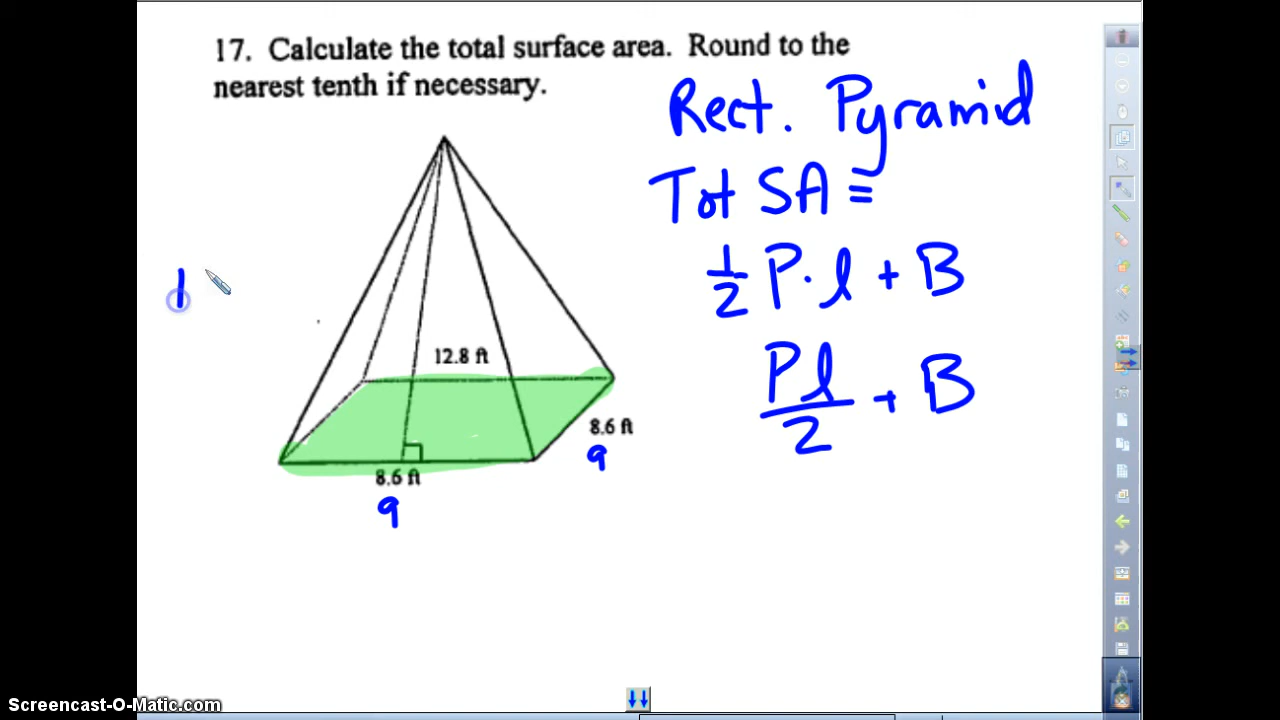 17. Calculate the total surface area. Round to the
nearest tenth if necessary.
Rect. Pyramid
Tot SA =
1/2 P · l + B
Pl/2 + B
1
12.8 ft
8.6 ft
9
8.6 ft
9
Screencast-O-Matic.com